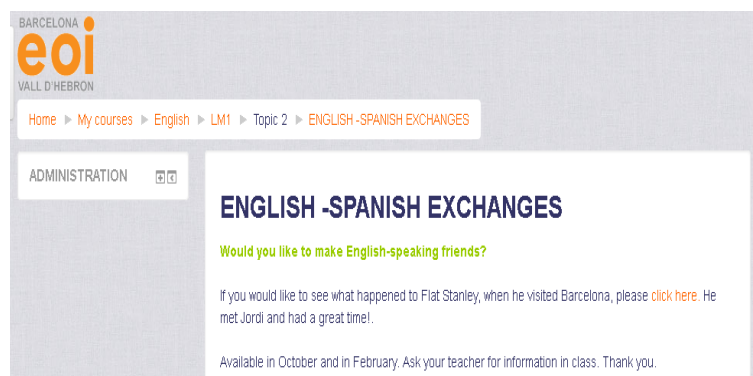 BARCELONA
eoi
VALL D'HEBRON
Home ► My courses ► English ► LM1 ► Topic 2 ► ENGLISH -SPANISH EXCHANGES
ADMINISTRATION
ENGLISH -SPANISH EXCHANGES
Would you like to make English-speaking friends?
If you would like to see what happened to Flat Stanley, when he visited Barcelona, please click here. He
met Jordi and had a great time!.
Available in October and in February. Ask your teacher for information in class. Thank you.